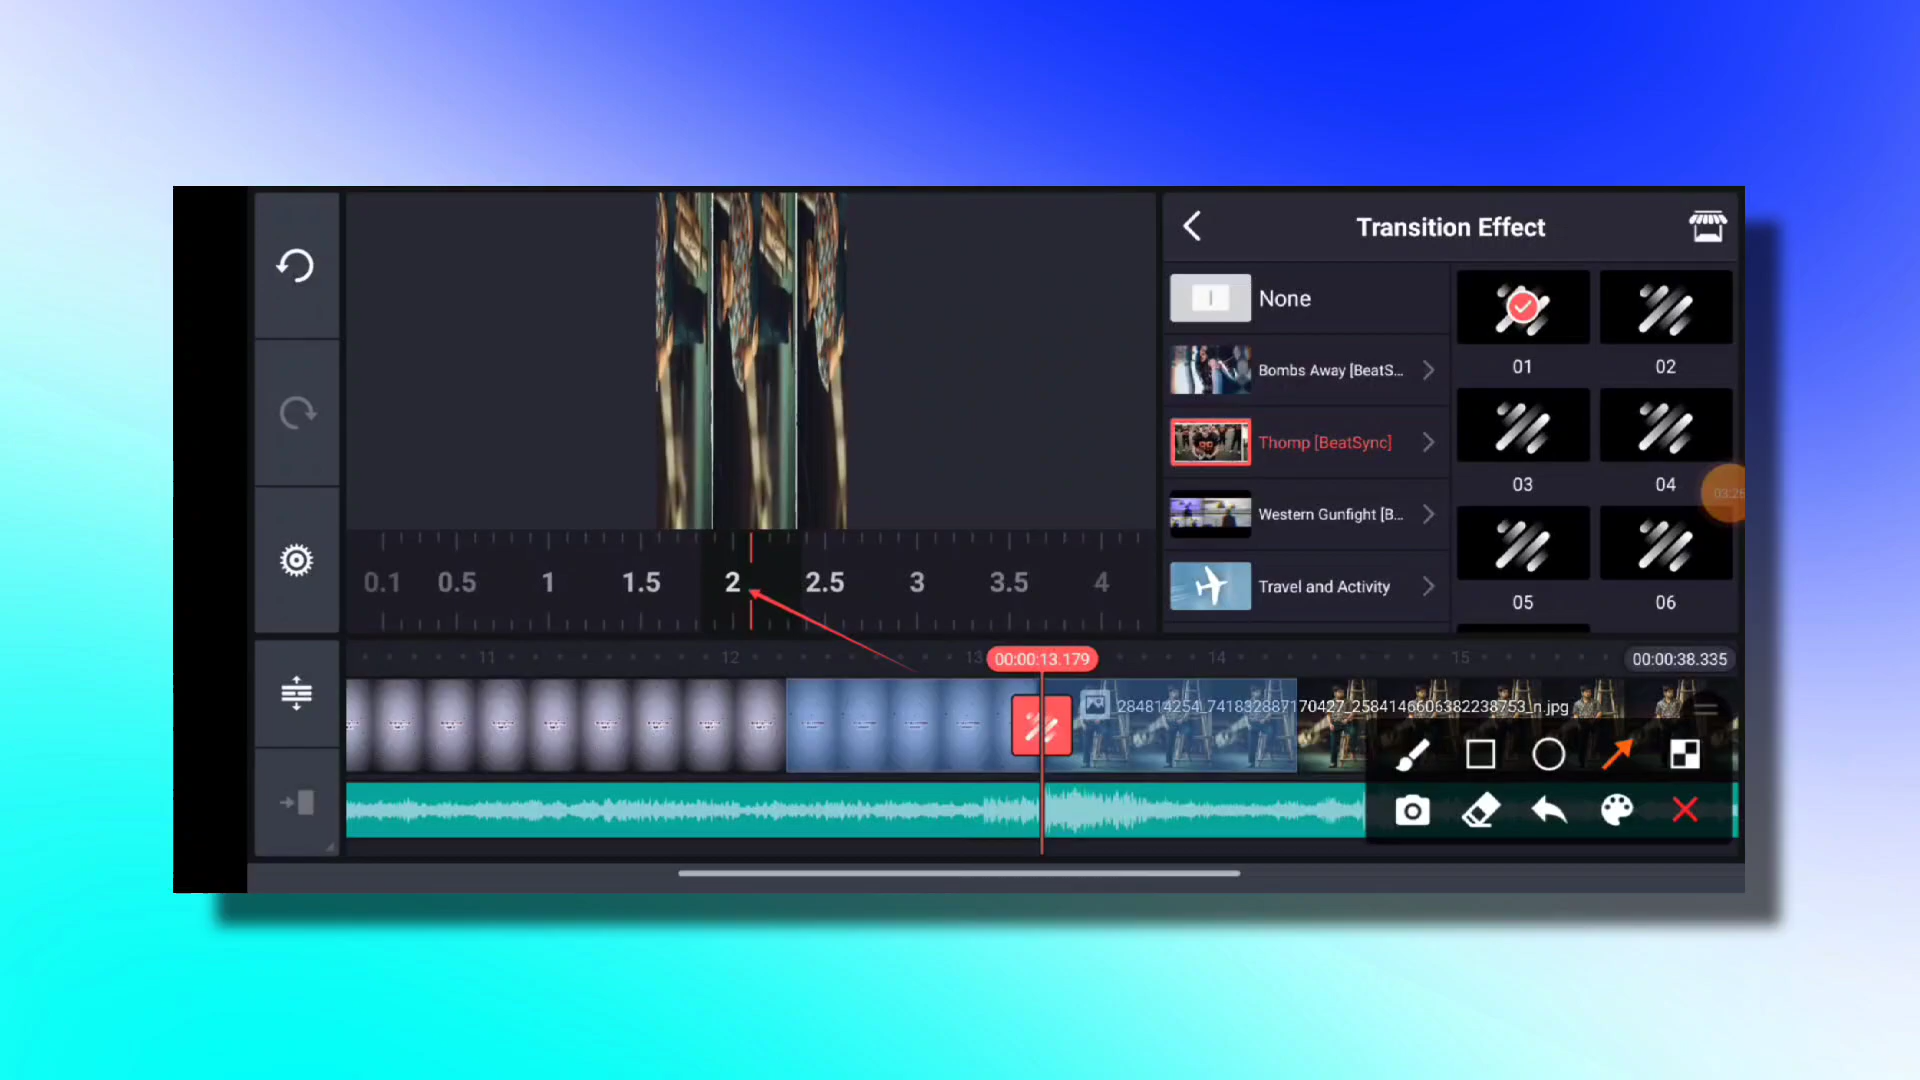 Transition Effect
None
Bombs Away [BeatS...
Thomp [BeatSync]
Western Gunfight [B...
Travel and Activity
01
02
03
04
05
06
03:26
0.1 0.5 1 1.5 2 2.5 3 3.5 4
11 12 13 00:00:13.179 14 15 00:00:38.335
284814254_741832887170427_2584146606382238753_n.jpg